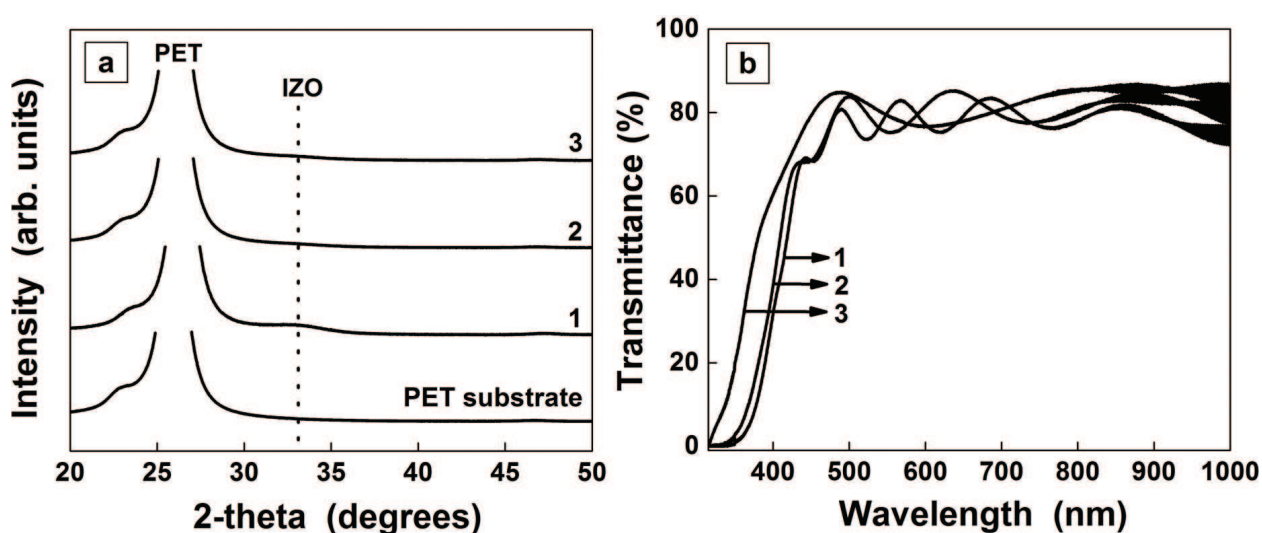 a
PET
IZO
3
2
1
PET substrate
20 25 30 35 40 45 50
2-theta (degrees)
Intensity (arb. units)
b
100
80
60
40
20
0
1
2
3
400 500 600 700 800 900 1000
Wavelength (nm)
Transmittance (%)